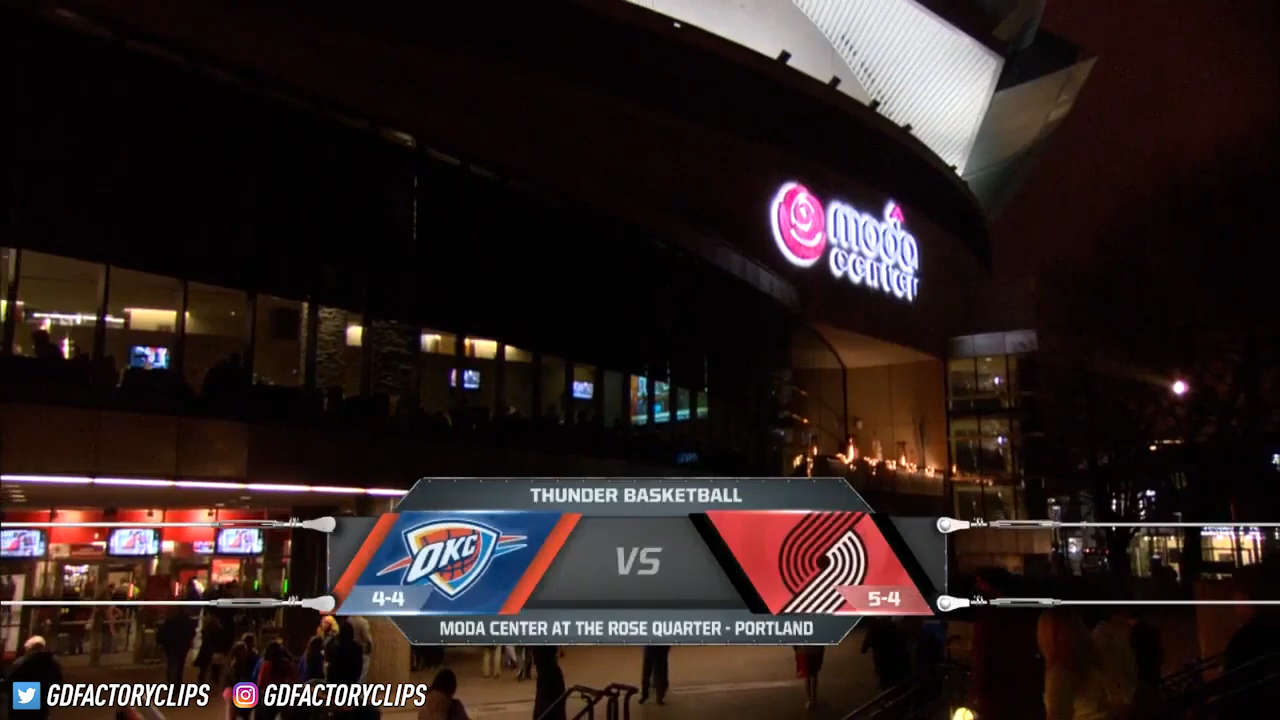 moda
center
THUNDER BASKETBALL
OKC
VS
4-4
5-4
MODA CENTER AT THE ROSE QUARTER - PORTLAND
GDFACTORYCLIPS GDFACTORYCLIPS